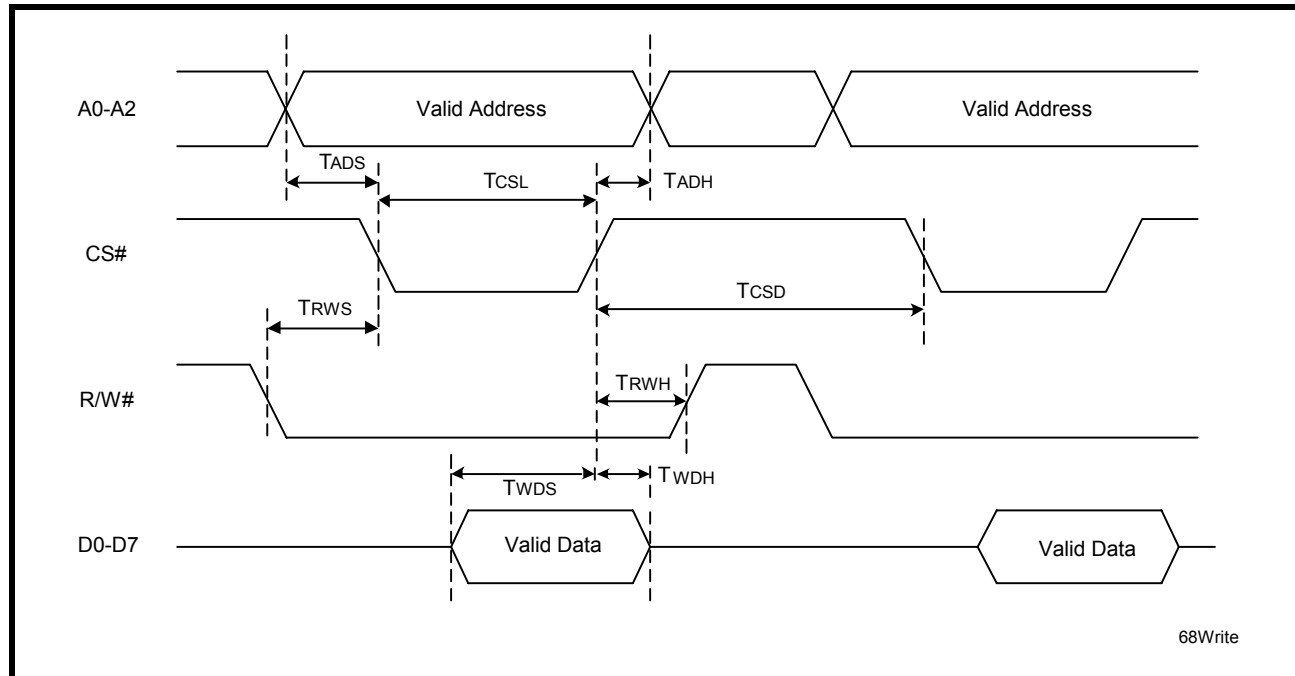 A0-A2
Valid Address
Valid Address
TADS
TCSL
TADH
CS#
TCSD
TRWS
TRWH
R/W#
TWDS
TWDH
D0-D7
Valid Data
Valid Data
68Write